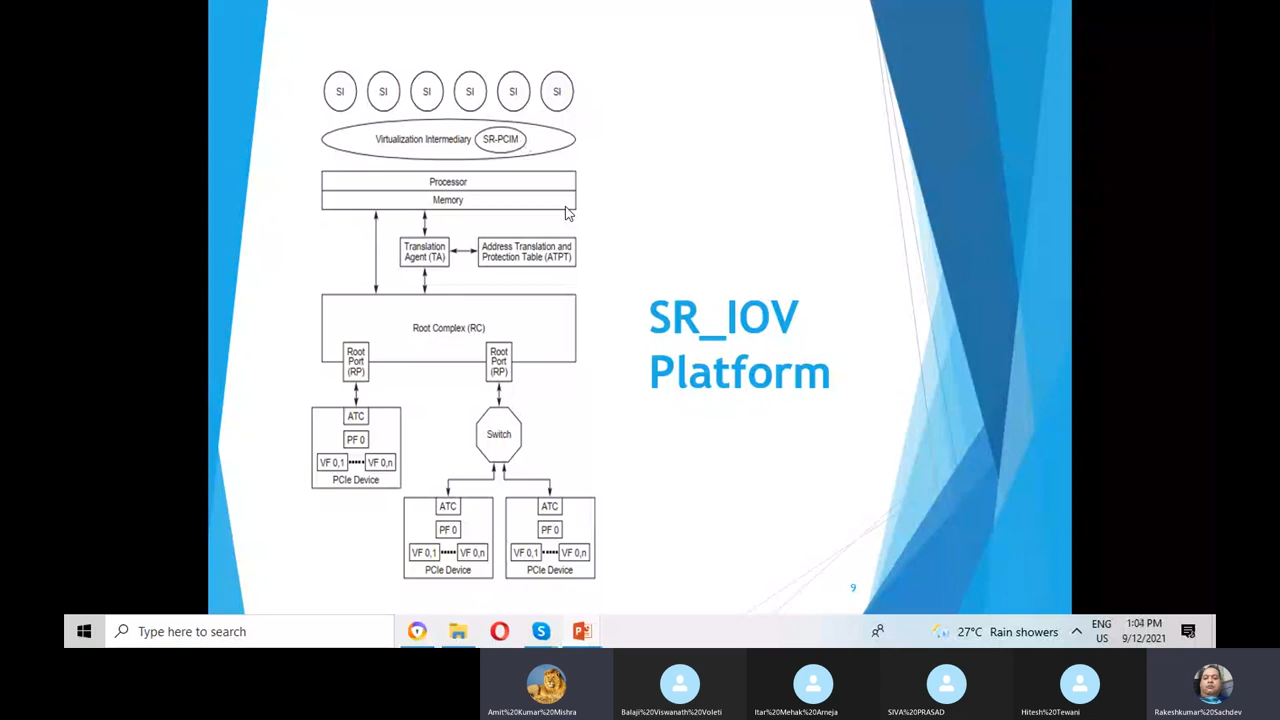 SI SI SI SI SI SI
Virtualization Intermediary SR-PCIM
Processor
Memory
Translation
Agent (TA)
Address Translation and
Protection Table (ATPT)
Root Complex (RC)
Root
Port
(RP)
Root
Port
(RP)
SR_IOV
Platform
ATC
PF 0
VF 0,1 VF 0,n
PCIe Device
Switch
ATC
PF 0
VF 0,1 VF 0,n
PCIe Device
ATC
PF 0
VF 0,1 VF 0,n
PCIe Device
9
Type here to search
27°C Rain showers
ENG
US
1:04 PM
9/12/2021
Amit%20Kumar%20Mishra
Balaji%20Viswanath%20Voleti
Itar%20Mehak%20Arneja
SIVA%20PRASAD
Hitesh%20Tewani
Rakeshkumar%20Sachdev